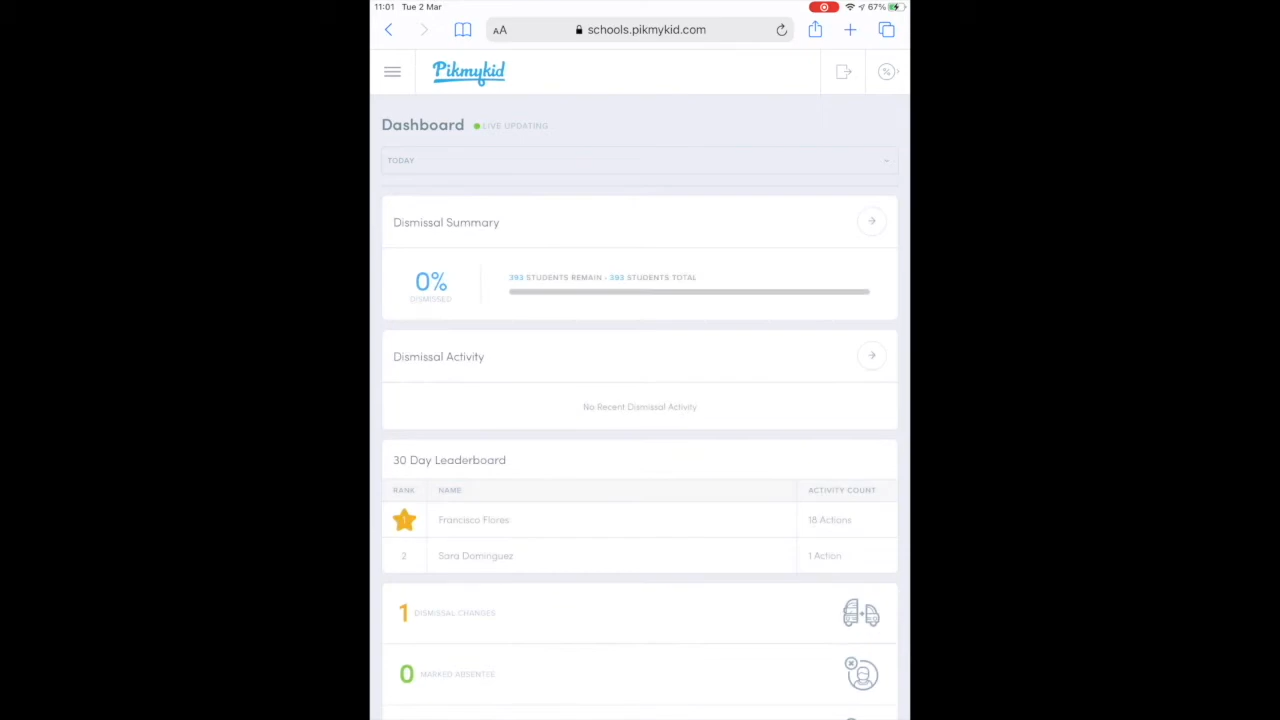 11:01 Tue 2 Mar 67%
AA schools.pikmykid.com
Pikmykid
Dashboard LIVE UPDATING
TODAY
Dismissal Summary
0% 393 STUDENTS REMAIN - 393 STUDENTS TOTAL
DISMISSED
Dismissal Activity
No Recent Dismissal Activity
30 Day Leaderboard
RANK NAME ACTIVITY COUNT
1 Francisco Flores 18 Actions
2 Sara Dominguez 1 Action
1 DISMISSAL CHANGES
0 MARKED ABSENTEE